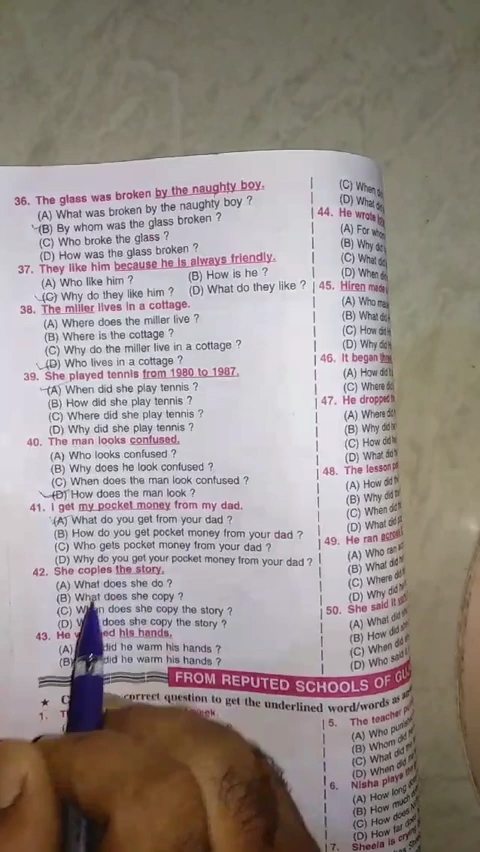 36. The glass was broken by the naughty boy.
(A) What was broken by the naughty boy ?
(B) By whom was the glass broken ?
(C) Who broke the glass ?
(D) How was the glass broken ?
37. They like him because he is always friendly.
(A) Who like him ? (B) How is he ?
(C) Why do they like him ? (D) What do they like ?
38. The miller lives in a cottage.
(A) Where does the miller live ?
(B) Where is the cottage ?
(C) Why do the miller live in a cottage ?
(D) Who lives in a cottage ?
39. She played tennis from 1980 to 1987.
(A) When did she play tennis ?
(B) How did she play tennis ?
(C) Where did she play tennis ?
(D) Why did she play tennis ?
40. The man looks confused.
(A) Who looks confused ?
(B) Why does he look confused ?
(C) When does the man look confused ?
(D) How does the man look ?
41. I get my pocket money from my dad.
(A) What do you get from your dad ?
(B) How do you get pocket money from your dad ?
(C) Who gets pocket money from your dad ?
(D) Why do you get your pocket money from your dad ?
42. She copies the story.
(A) What does she do ?
(B) What does she copy ?
(C) When does she copy the story ?
(D) does she copy the story ?
43. He his hands.
(A) did he warm his hands ?
(B) did he warm his hands ?
FROM REPUTED SCHOOLS OF
★ correct question to get the underlined word/words as
1.
(C) When
(D) What
44. He wrote
(A) For whom
(B) Why did
(C) What did
(D) When did
45. Hiren made
(A) Who
(B) What did
(C) How did
(D) Why did
46. It began
(A) How did
(C) Where did
47. He dropped
(A) Where did
(B) Why did
(C) How did
(D) What did
48. The lesson
(A) How did
(B) Why did
(C) When did
(D) What did
49. He ran across
(A) Who ran
(B) What did
(C) Where did
(D) Why did
50. She said it
(A) What did
(B) How did
(C) When did
(D) Who said
5. The teacher
(A) Who
(B) Whom did
(C) What did
(D) When did
6. Nisha plays the
(A) How long
(B) How much
(C) How does
(D) How far
7. Sheela is crying